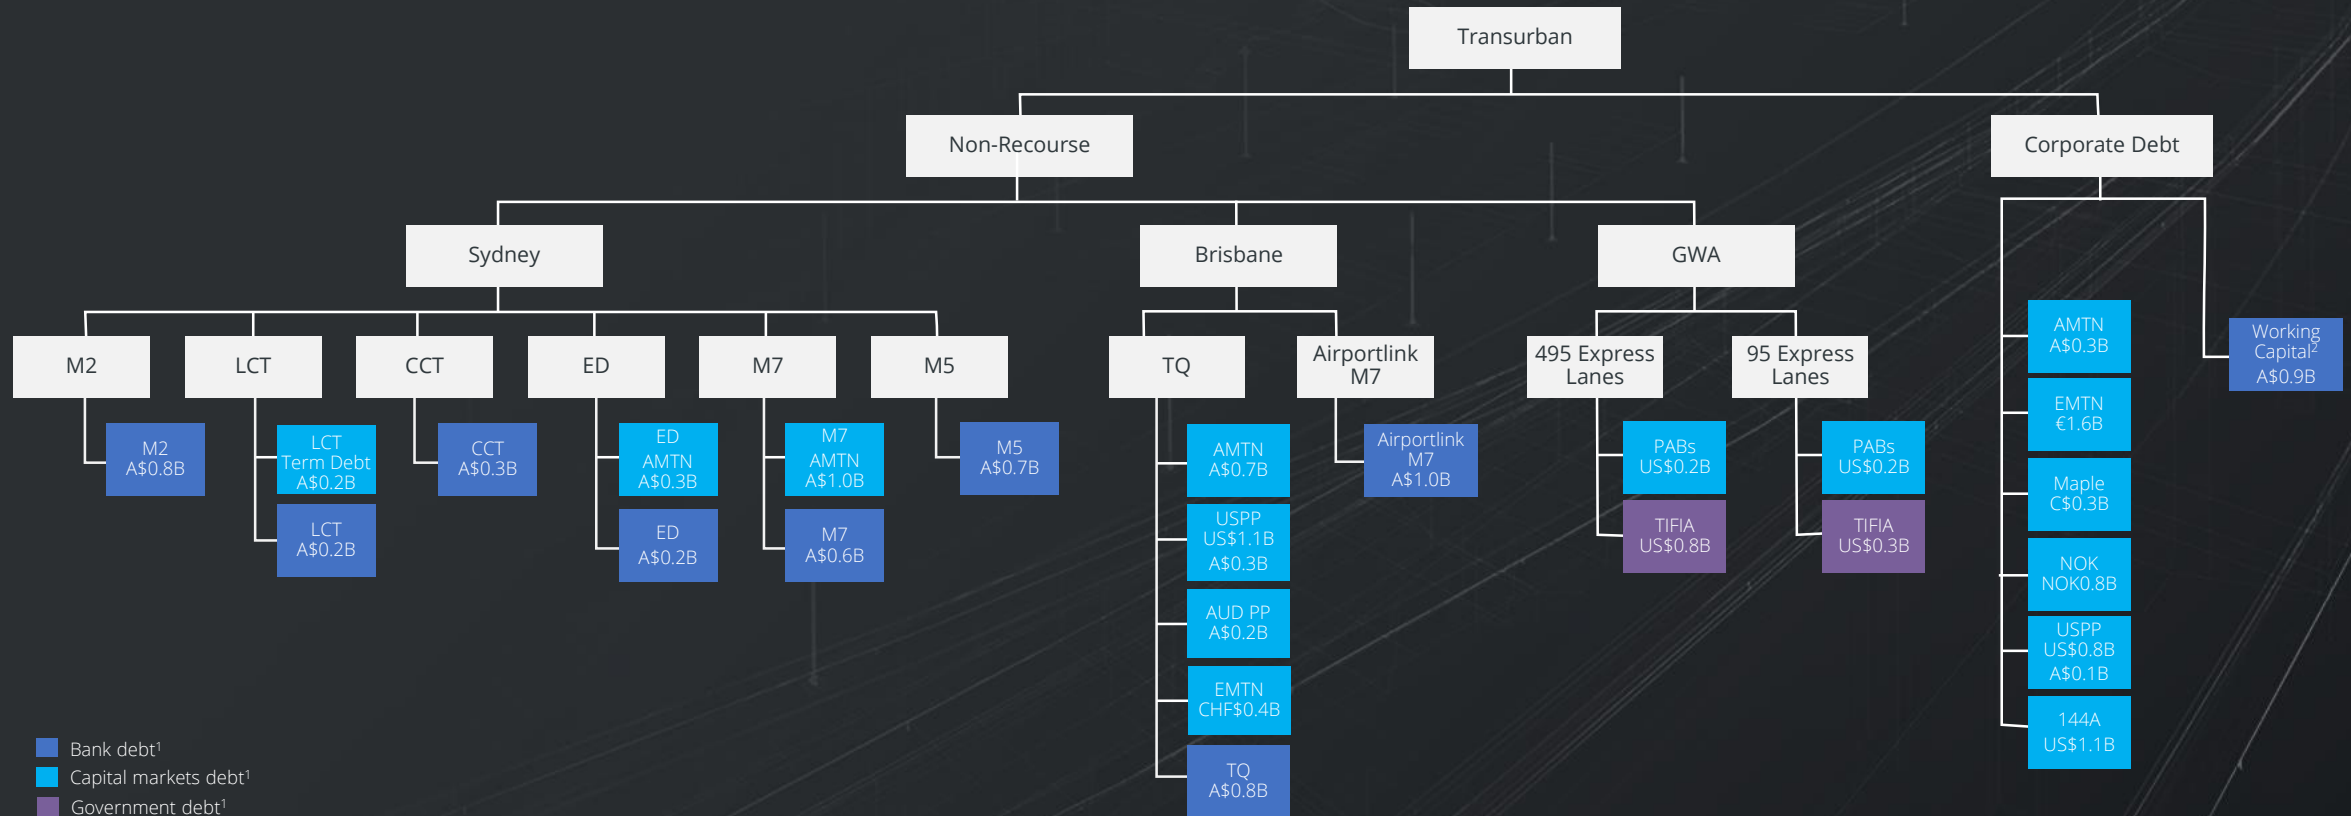 Transurban
Non-Recourse
Corporate Debt
Sydney
Brisbane
GWA
M2
LCT
CCT
ED
M7
M5
TQ
Airportlink
M7
495 Express
Lanes
95 Express
Lanes
M2
A$0.8B
LCT
Term Debt
A$0.2B
LCT
A$0.2B
CCT
A$0.3B
ED
AMTN
A$0.3B
ED
A$0.2B
M7
AMTN
A$1.0B
M7
A$0.6B
M5
A$0.7B
AMTN
A$0.7B
USPP
US$1.1B
A$0.3B
AUD PP
A$0.2B
EMTN
CHF$0.4B
TQ
A$0.8B
Airportlink
M7
A$1.0B
PABs
US$0.2B
TIFIA
US$0.8B
PABs
US$0.2B
TIFIA
US$0.3B
AMTN
A$0.3B
EMTN
€1.6B
Maple
C$0.3B
NOK
NOK0.8B
USPP
US$0.8B
A$0.1B
144A
US$1.1B
Working
Capital²
A$0.9B
Bank debt¹
Capital markets debt¹
Government debt¹